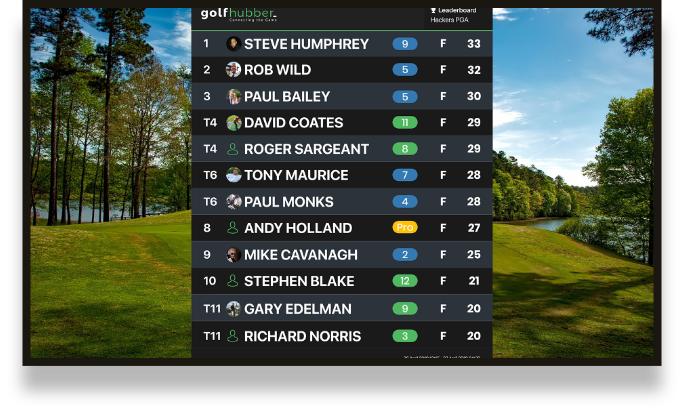 golfhubber
Connecting the Game
Leaderboard
Hackers PGA
1 STEVE HUMPHREY 9 F 33
2 ROB WILD 5 F 32
3 PAUL BAILEY 5 F 30
T4 DAVID COATES 11 F 29
T4 ROGER SARGEANT 8 F 29
T6 TONY MAURICE 7 F 28
T6 PAUL MONKS 4 F 28
8 ANDY HOLLAND Pro F 27
9 MIKE CAVANAGH 2 F 25
10 STEPHEN BLAKE 12 F 21
T11 GARY EDELMAN 9 F 20
T11 RICHARD NORRIS 3 F 20